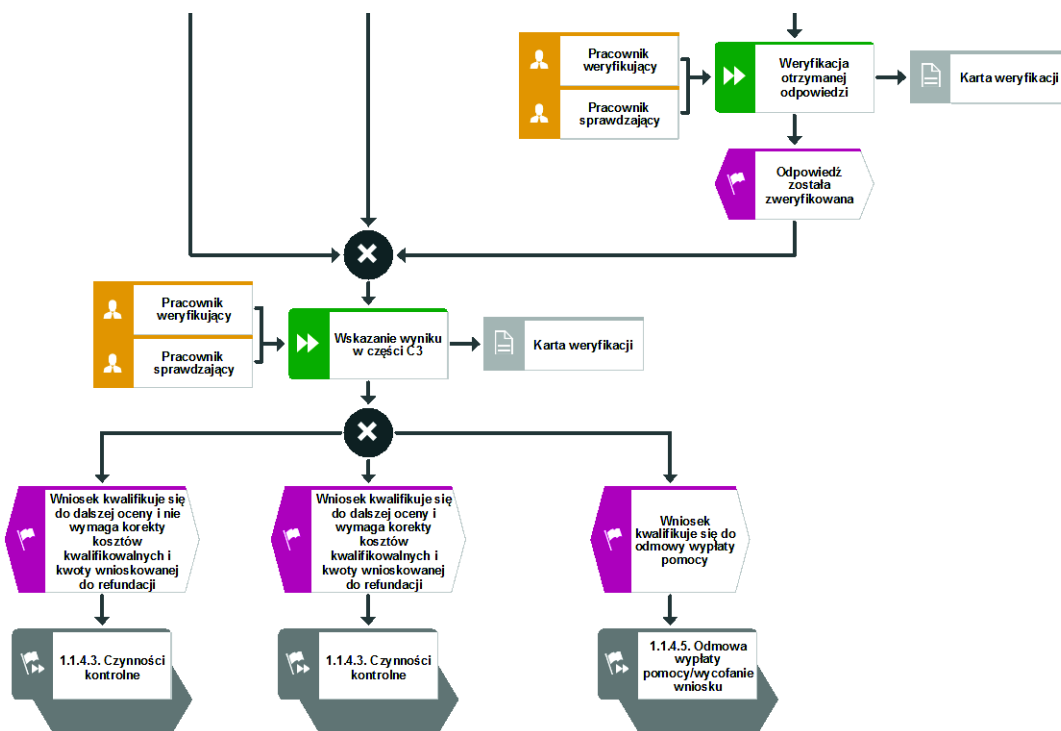 Pracownik
weryfikujący
Pracownik
sprawdzający
Weryfikacja
otrzymanej
odpowiedzi
Karta weryfikacji
Odpowiedź
została
zweryfikowana
Pracownik
weryfikujący
Pracownik
sprawdzający
Wskazanie wyniku
w części C3
Karta weryfikacji
Wniosek kwalifikuje się
do dalszej oceny i nie
wymaga korekty
kosztów
kwalifikowalnych i
kwoty wnioskowanej
do refundacji
Wniosek kwalifikuje się
do dalszej oceny i
wymaga korekty
kosztów
kwalifikowalnych i
kwoty wnioskowanej
do refundacji
Wniosek
kwalifikuje się do
odmowy wypłaty
pomocy
1.1.4.3. Czynności
kontrolne
1.1.4.3. Czynności
kontrolne
1.1.4.5. Odmowa
wypłaty
pomocy/wycofanie
wniosku